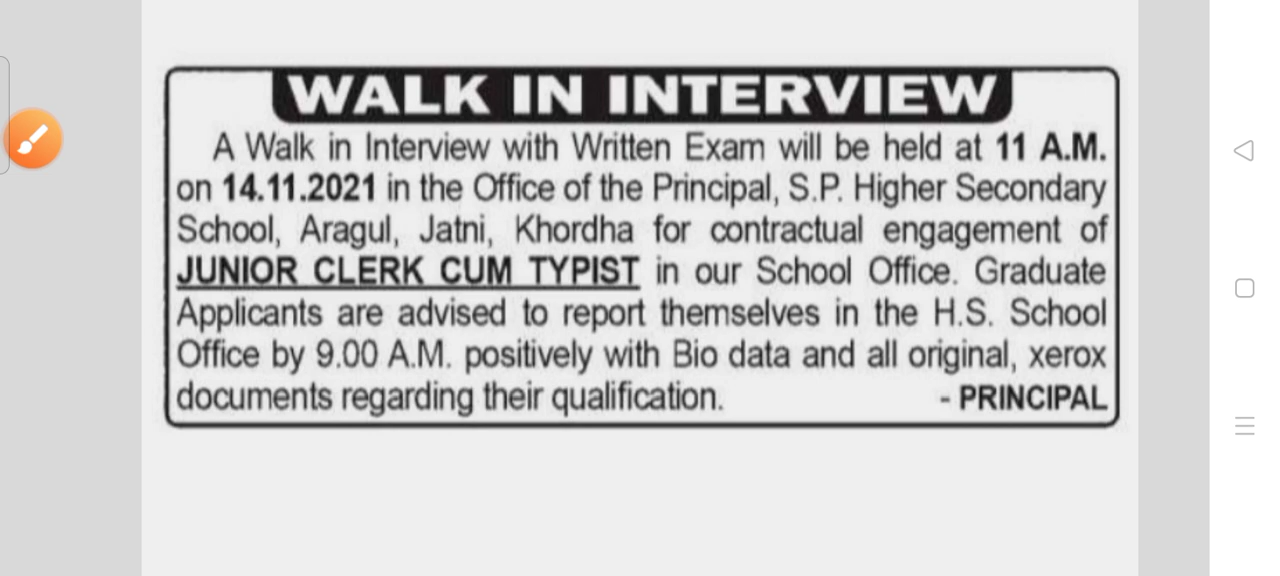 WALK IN INTERVIEW
A Walk in Interview with Written Exam will be held at 11 A.M.
on 14.11.2021 in the Office of the Principal, S.P. Higher Secondary
School, Aragul, Jatni, Khordha for contractual engagement of
JUNIOR CLERK CUM TYPIST in our School Office. Graduate
Applicants are advised to report themselves in the H.S. School
Office by 9.00 A.M. positively with Bio data and all original, xerox
documents regarding their qualification. - PRINCIPAL